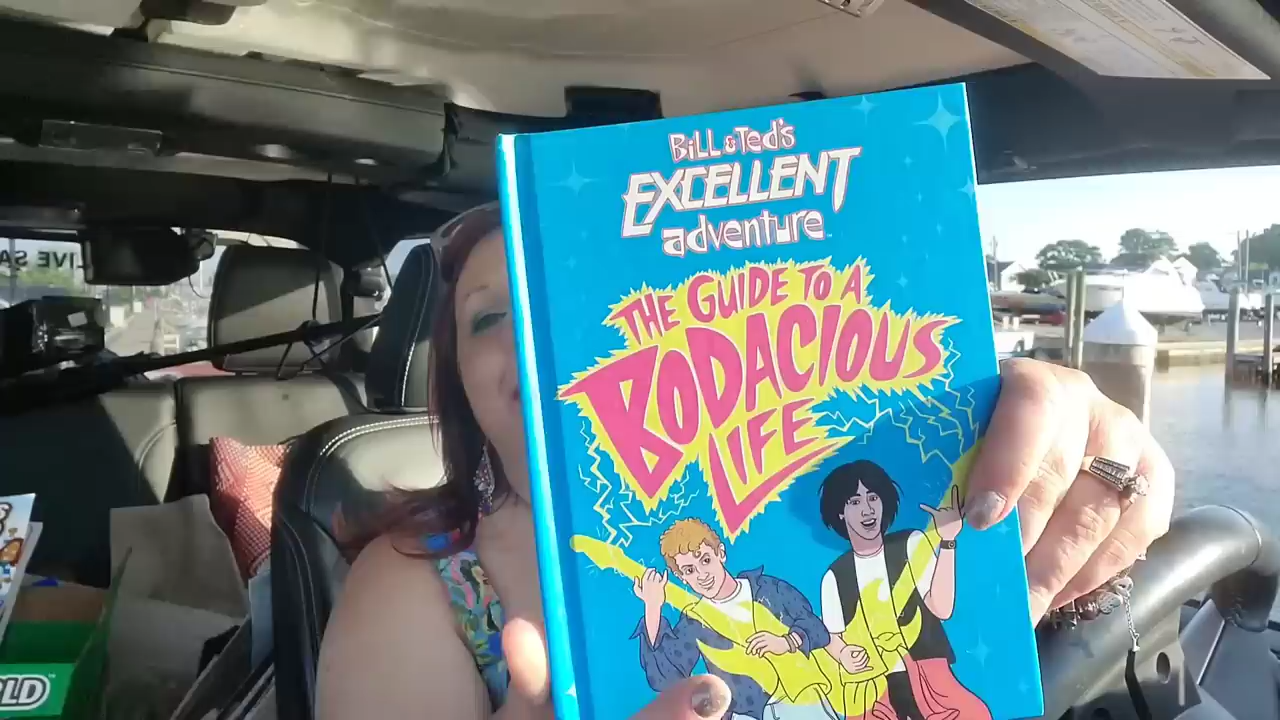 BiLL & Ted's
EXCELLENT
adventure
THE GUIDE TO A
BODACIOUS
LIFE